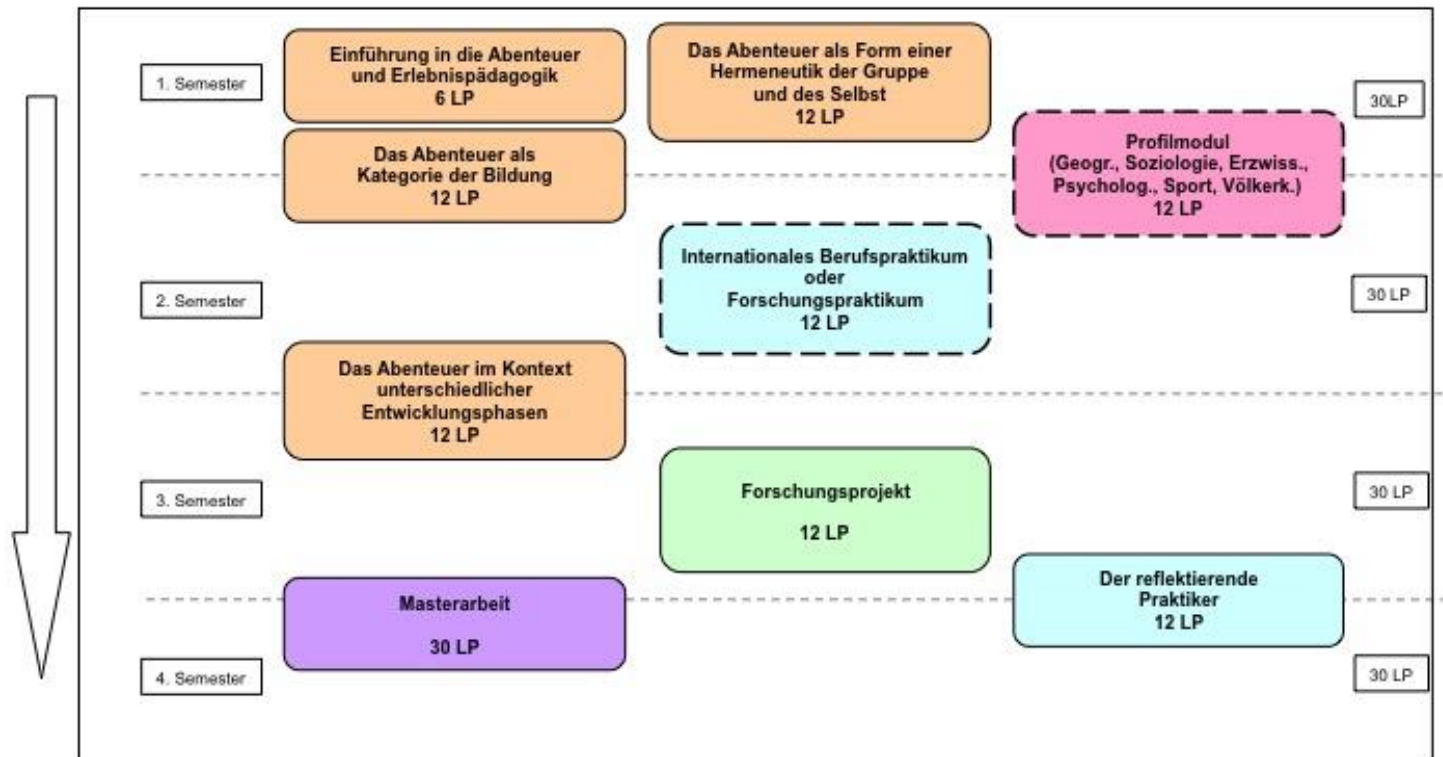 1. Semester
Einführung in die Abenteuer
und Erlebnispädagogik
6 LP
Das Abenteuer als Form einer
Hermeneutik der Gruppe
und des Selbst
12 LP
30LP
Das Abenteuer als
Kategorie der Bildung
12 LP
Profilmodul
(Geogr., Soziologie, Erzwiss.,
Psycholog., Sport, Völkerk.)
12 LP
2. Semester
Internationales Berufspraktikum
oder
Forschungspraktikum
12 LP
30 LP
Das Abenteuer im Kontext
unterschiedlicher
Entwicklungsphasen
12 LP
3. Semester
Forschungsprojekt
12 LP
30 LP
Masterarbeit
30 LP
Der reflektierende
Praktiker
12 LP
4. Semester
30 LP